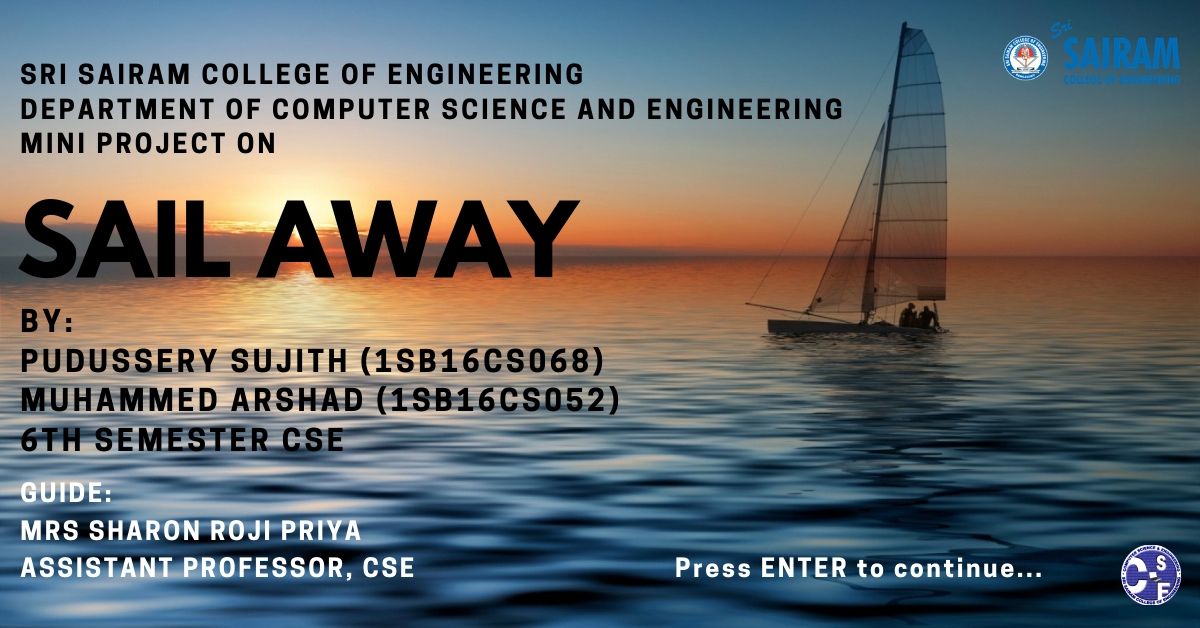 SRI SAIRAM COLLEGE OF ENGINEERING
DEPARTMENT OF COMPUTER SCIENCE AND ENGINEERING
MINI PROJECT ON
Sri
SAIRAM
COLLEGE OF ENGINEERING
SAIL AWAY
BY:
PUDUSSERY SUJITH (1SB16CS068)
MUHAMMED ARSHAD (1SB16CS052)
6TH SEMESTER CSE
GUIDE:
MRS SHARON ROJI PRIYA
ASSISTANT PROFESSOR, CSE
Press ENTER to continue...